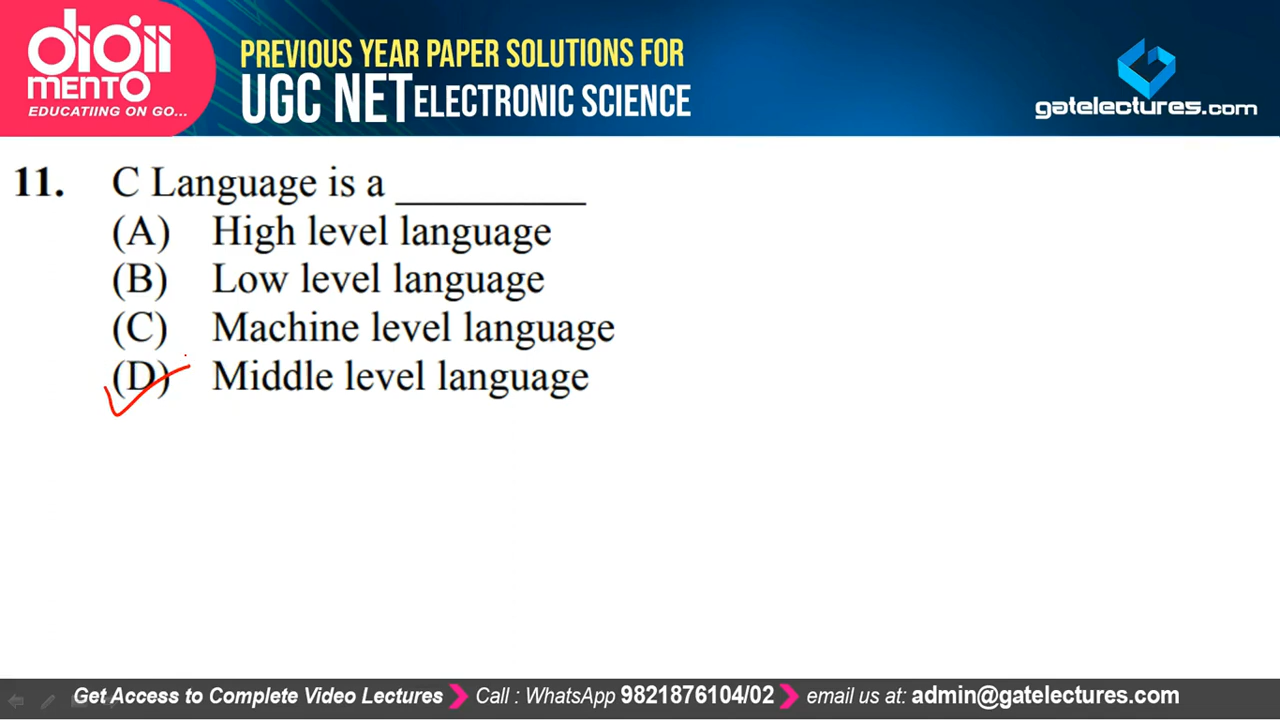 digii
MENTO
EDUCATIING ON GO...
PREVIOUS YEAR PAPER SOLUTIONS FOR
UGC NET ELECTRONIC SCIENCE
gatelectures.com
11. C Language is a _________
(A) High level language
(B) Low level language
(C) Machine level language
(D) Middle level language
Get Access to Complete Video Lectures Call : WhatsApp 9821876104/02 email us at: admin@gatelectures.com